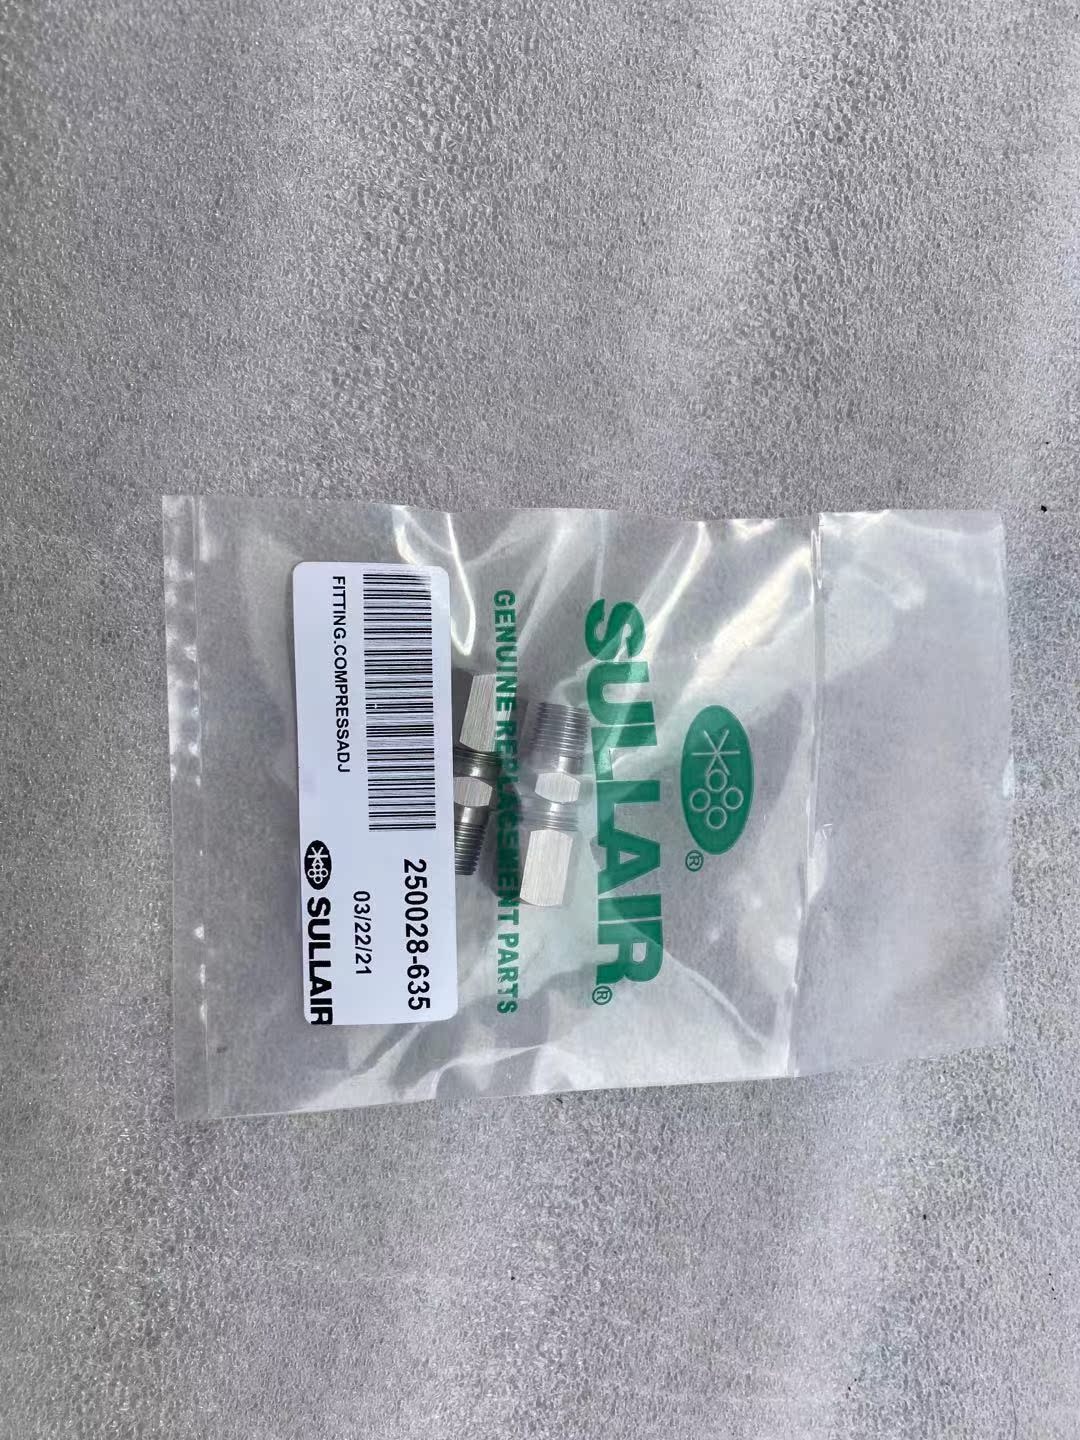 SULLAIR®
®
GENUINE REPLACEMENT PARTS
250028-635
03/22/21
FITTING.COMPRESSADJ
SULLAIR